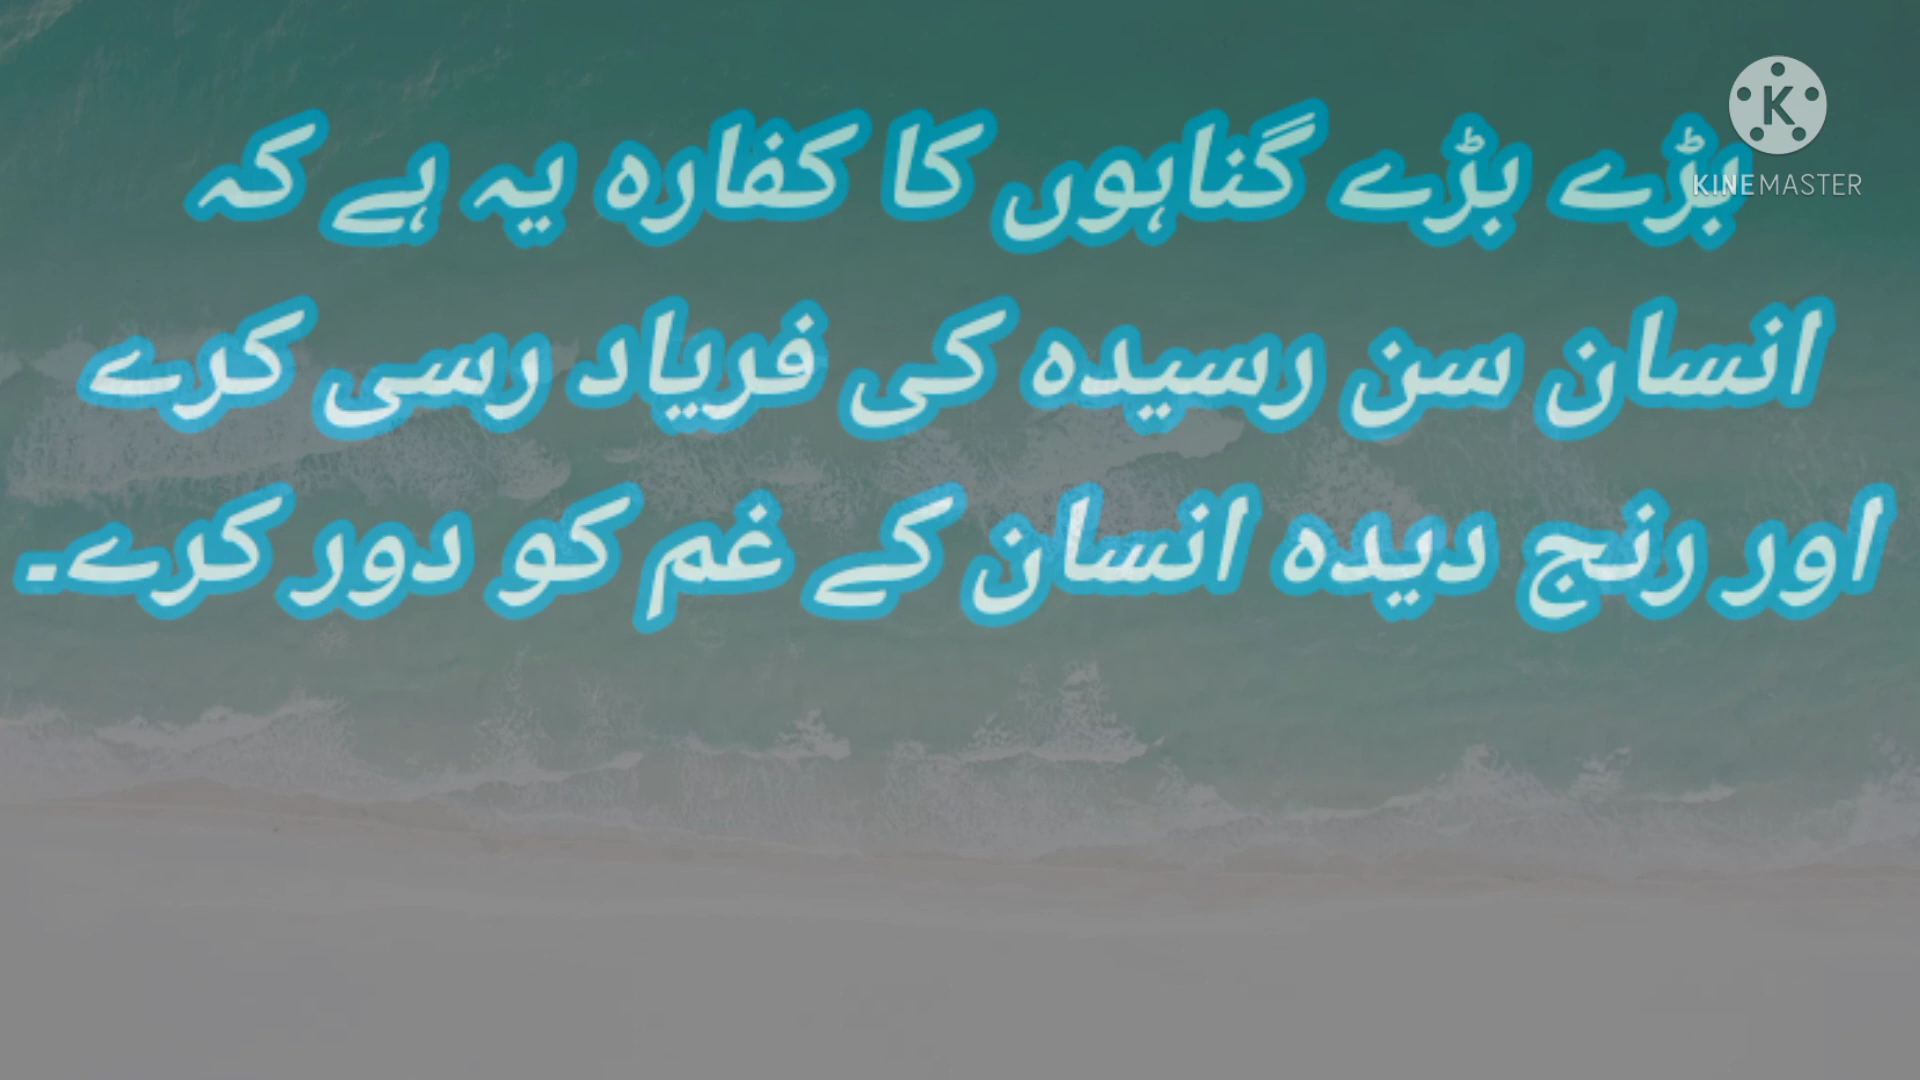 بڑے بڑے گناہوں کا کفارہ یہ ہے کہ
انسان سن رسیدہ کی فریاد رسی کرے
اور رنج دیدہ انسان کے غم کو دور کرے۔
KINEMASTER